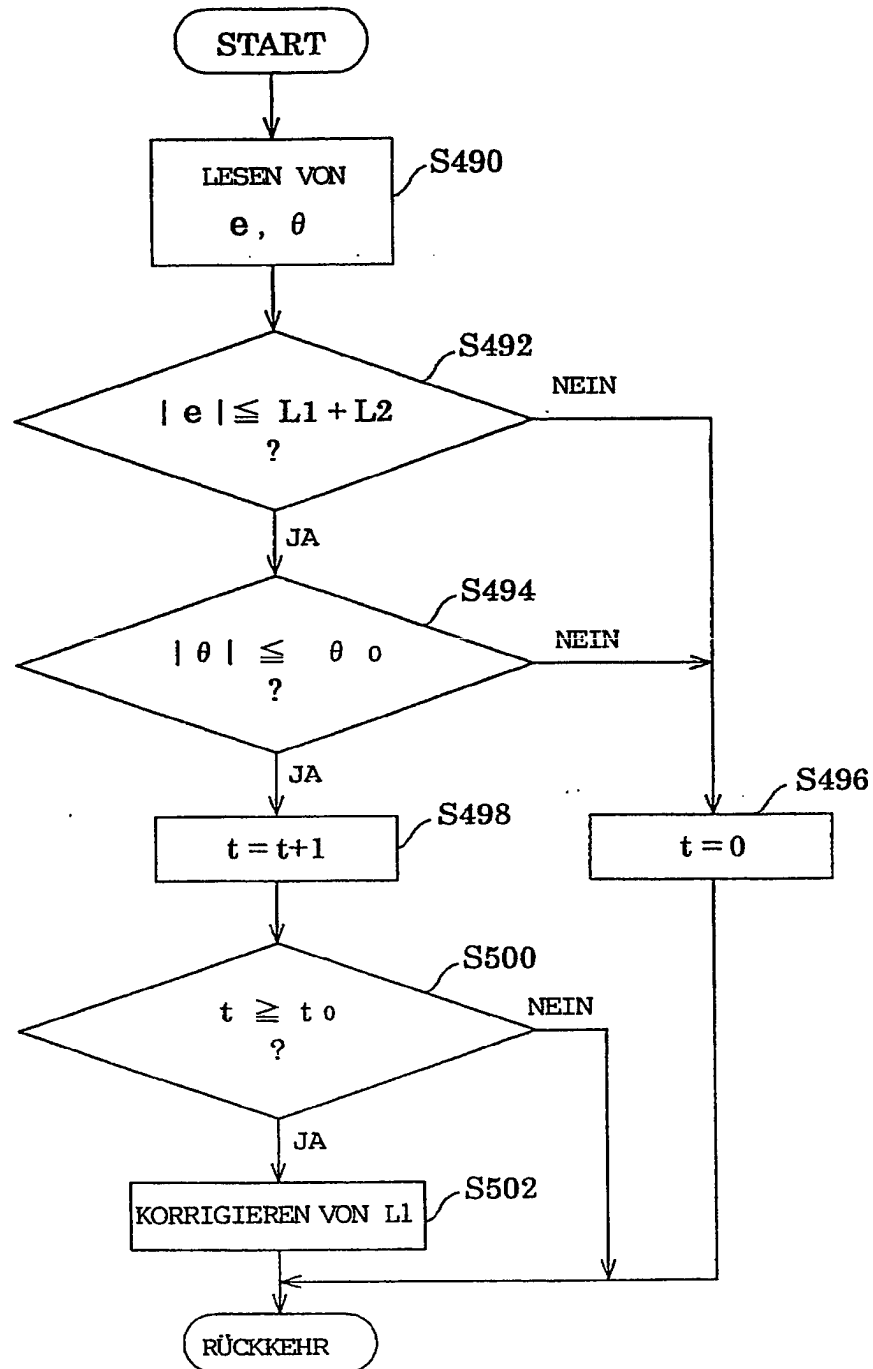 START
S490
LESEN VON
e, θ
S492
NEIN
| e | ≦ L1 + L2
?
JA
S494
NEIN
| θ | ≦ θ o
?
JA
S498
t = t+1
S496
t = 0
S500
NEIN
t ≧ t o
?
JA
S502
KORRIGIEREN VON L1
RÜCKKEHR